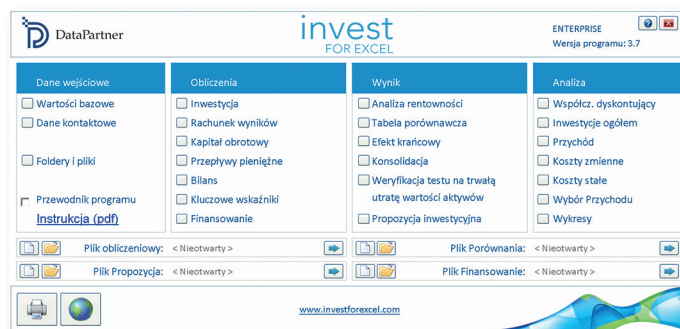 DataPartner
invest
FOR EXCEL
ENTERPRISE
Wersja programu: 3.7
Dane wejściowe
Wartości bazowe
Dane kontaktowe
Foldery i pliki
Przewodnik programu
Instrukcja (pdf)
Obliczenia
Inwestycja
Rachunek wyników
Kapitał obrotowy
Przepływy pieniężne
Bilans
Kluczowe wskaźniki
Finansowanie
Wynik
Analiza rentowności
Tabela porównawcza
Efekt krańcowy
Konsolidacja
Weryfikacja testu na trwałą
utratę wartości aktywów
Propozycja inwestycyjna
Analiza
Współcz. dyskontujący
Inwestycje ogółem
Przychód
Koszty zmienne
Koszty stałe
Wybór Przychodu
Wykresy
Plik obliczeniowy: < Nieotwarty >
Plik Porównania: < Nieotwarty >
Plik Propozycja: < Nieotwarty >
Plik Finansowanie: < Nieotwarty >
www.investforexcel.com